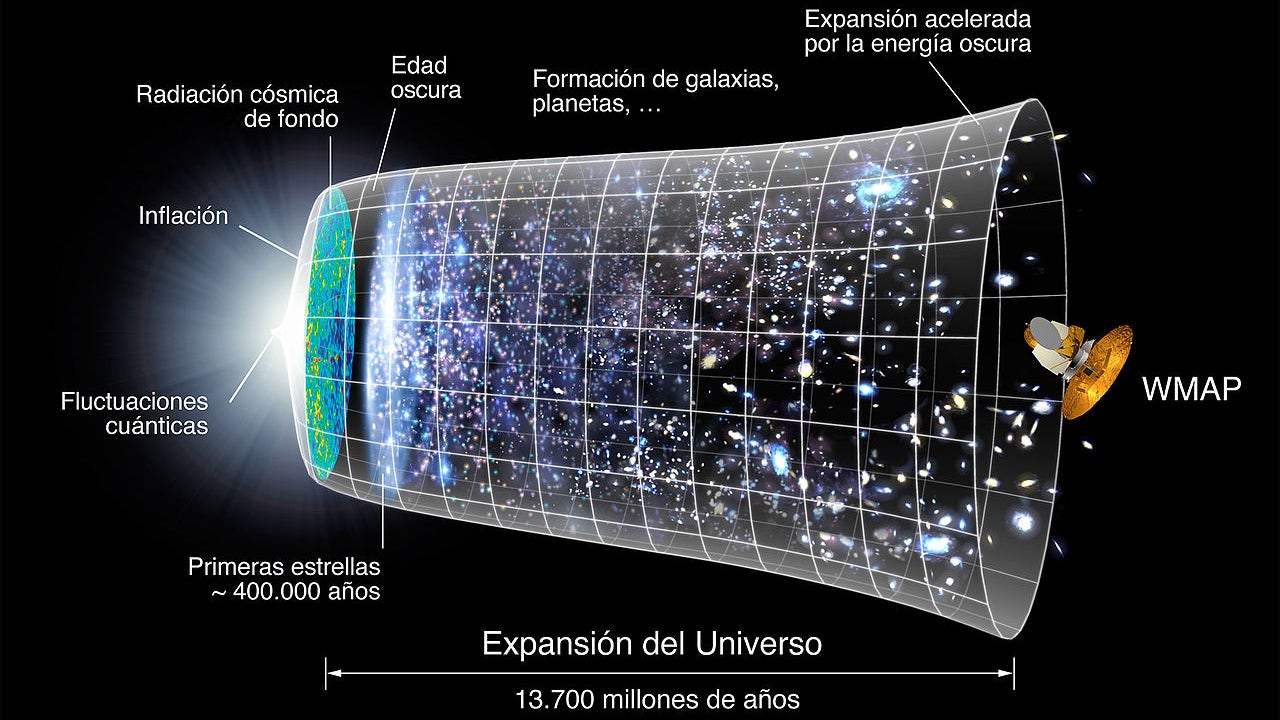 Expansión acelerada
por la energía oscura
Edad
oscura
Formación de galaxias,
planetas, …
Radiación cósmica
de fondo
Inflación
Fluctuaciones
cuánticas
WMAP
Primeras estrellas
~ 400.000 años
Expansión del Universo
13.700 millones de años